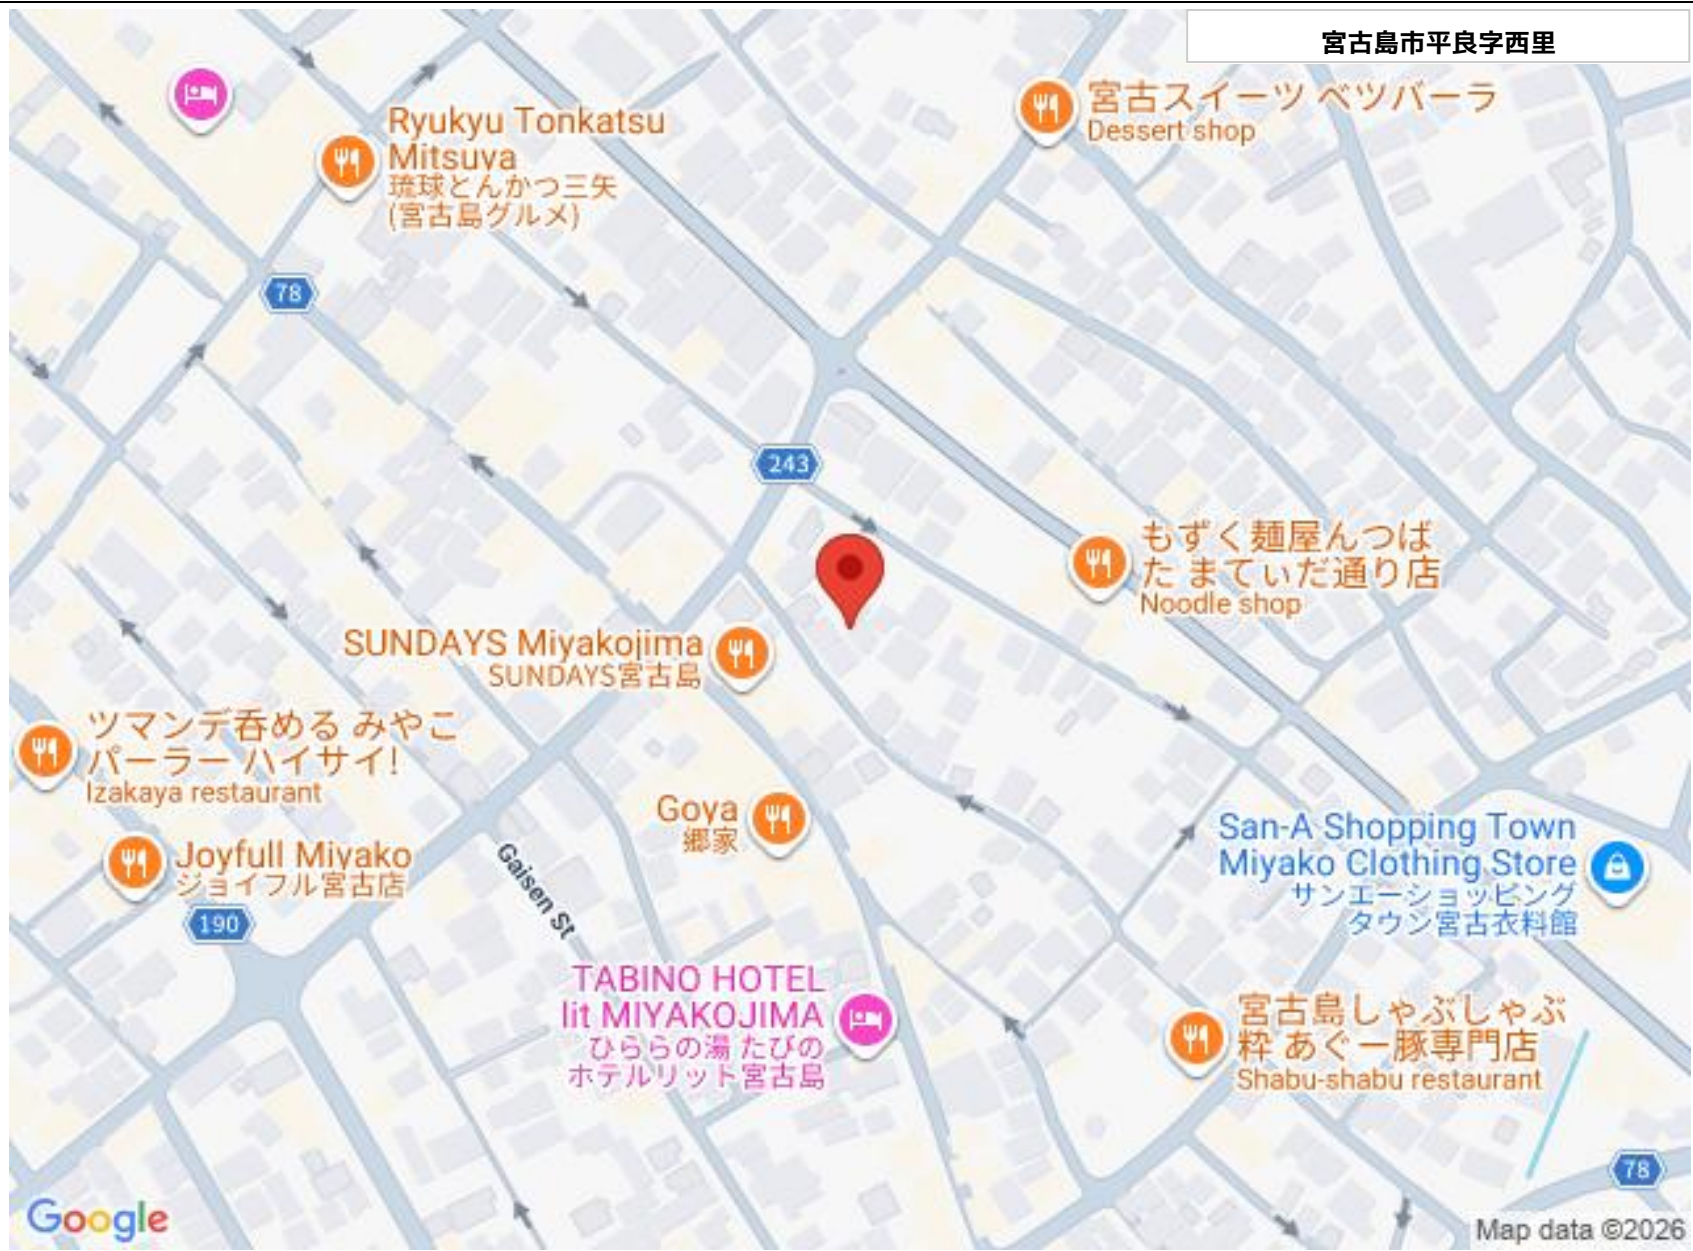 宮古島市平良字西里
宮古スイーツ ベツバーラ
Dessert shop
Ryukyu Tonkatsu
Mitsuya
琉球とんかつ三矢
(宮古島グルメ)
78
243
もずく麺屋んつば
た まてぃだ通り店
Noodle shop
SUNDAYS Miyakojima
SUNDAYS宮古島
ツマンデ呑める みやこ
パーラー ハイサイ!
Izakaya restaurant
Goya
郷家
San-A Shopping Town
Miyako Clothing Store
サンエーショッピング
タウン宮古衣料館
Joyfull Miyako
ジョイフル宮古店
Gaisen St
190
TABINO HOTEL
lit MIYAKOJIMA
ひららの湯 たびの
ホテルリット宮古島
宮古島しゃぶしゃぶ
粋 あぐー豚専門店
Shabu-shabu restaurant
78
Google
Map data ©2026